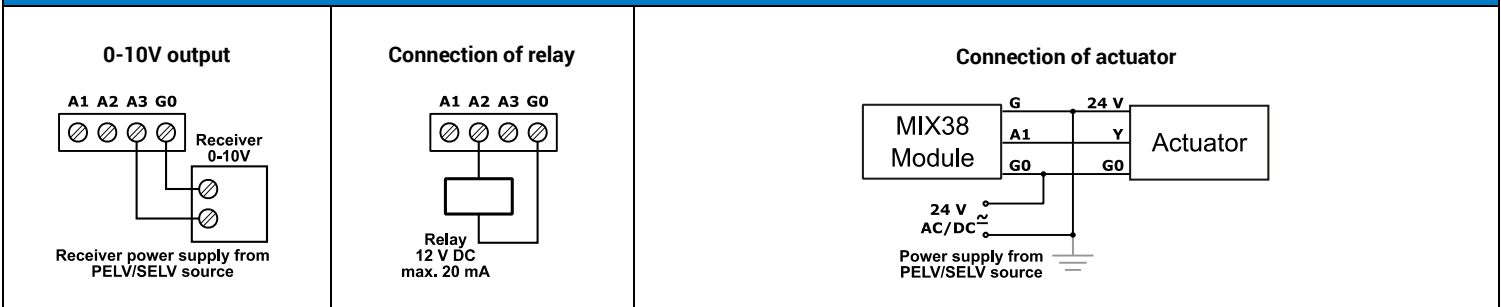 0-10V output
A1 A2 A3 G0
Receiver
0-10V
Receiver power supply from
PELV/SELV source
Connection of relay
A1 A2 A3 G0
Relay
12 V DC
max. 20 mA
Connection of actuator
MIX38
Module
G
A1
G0
24 V
Y
G0
Actuator
24 V
AC/DC ≂
Power supply from
PELV/SELV source